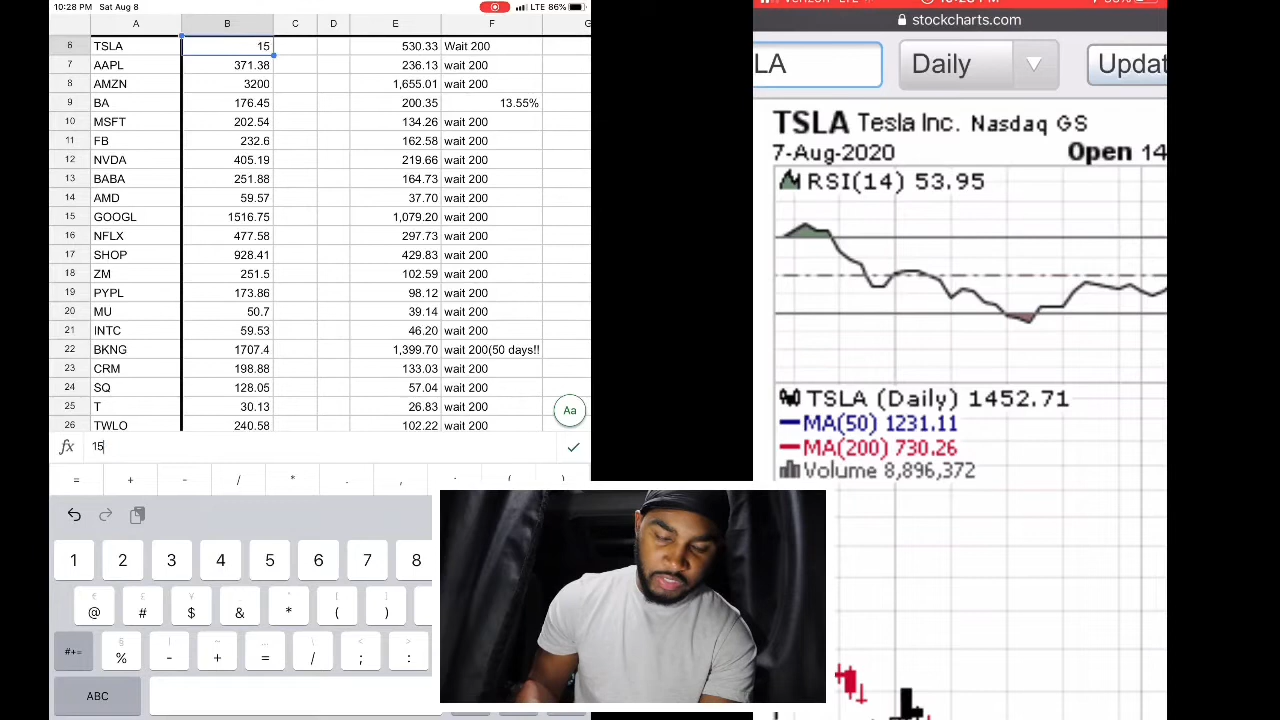 10:28 PM Sat Aug 8
LTE 86%
A B C D E F
6 TSLA 15 530.33 Wait 200
AAPL 371.38 236.13 wait 200
AMZN 3200 1,655.01 wait 200
9 BA 176.45 200.35 13.55%
10 MSFT 202.54 134.26 wait 200
11 FB 232.6 162.58 wait 200
12 NVDA 405.19 219.66 wait 200
13 BABA 251.88 164.73 wait 200
14 AMD 59.57 37.70 wait 200
15 GOOGL 1516.75 1,079.20 wait 200
16 NFLX 477.58 297.73 wait 200
17 SHOP 928.41 429.83 wait 200
18 ZM 251.5 102.59 wait 200
19 PYPL 173.86 98.12 wait 200
20 MU 50.7 39.14 wait 200
21 INTC 59.53 46.20 wait 200
22 BKNG 1707.4 1,399.70 wait 200(50 days!!
23 CRM 198.88 133.03 wait 200
24 SQ 128.05 57.04 wait 200
T 30.13 26.83 wait 200
TWLO 102.22 wait 200
Aa
fx 15
= + - * . , / ( )
1 2 3 4 5 6 7 8
@ # $ & * ( )
#+= % - + = / ; :
ABC
stockcharts.com
LA Daily Updat
TSLA Tesla Inc. Nasdaq GS
7-Aug-2020 Open 14
RSI(14) 53.95
TSLA (Daily) 1452.71
MA(50) 1231.11
MA(200) 730.26
Volume 8,896,372